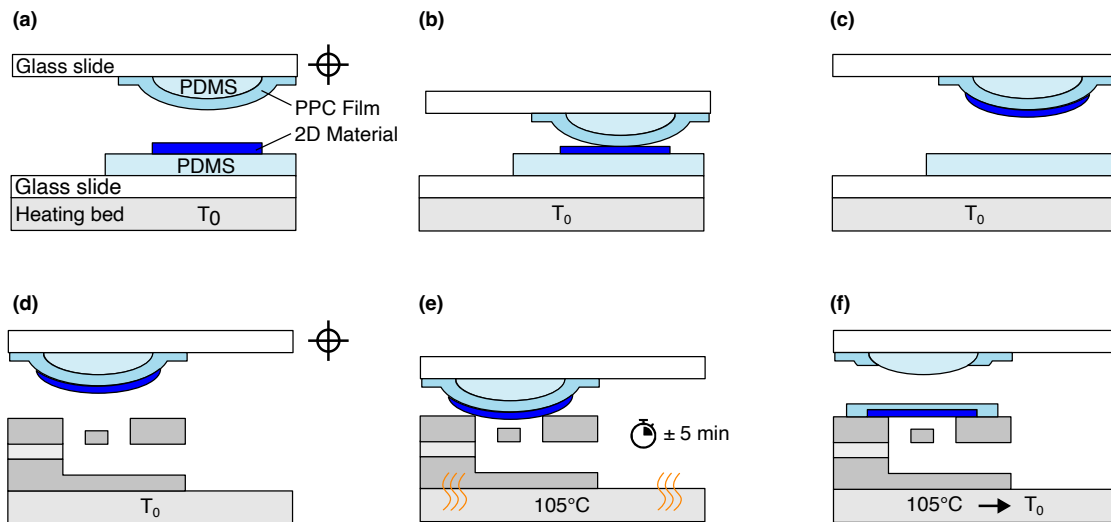 (a)
Glass slide
PDMS
PPC Film
2D Material
PDMS
Glass slide
Heating bed T0
(b)
T0
(c)
T0
(d)
T0
(e)
± 5 min
105°C
(f)
105°C → T0